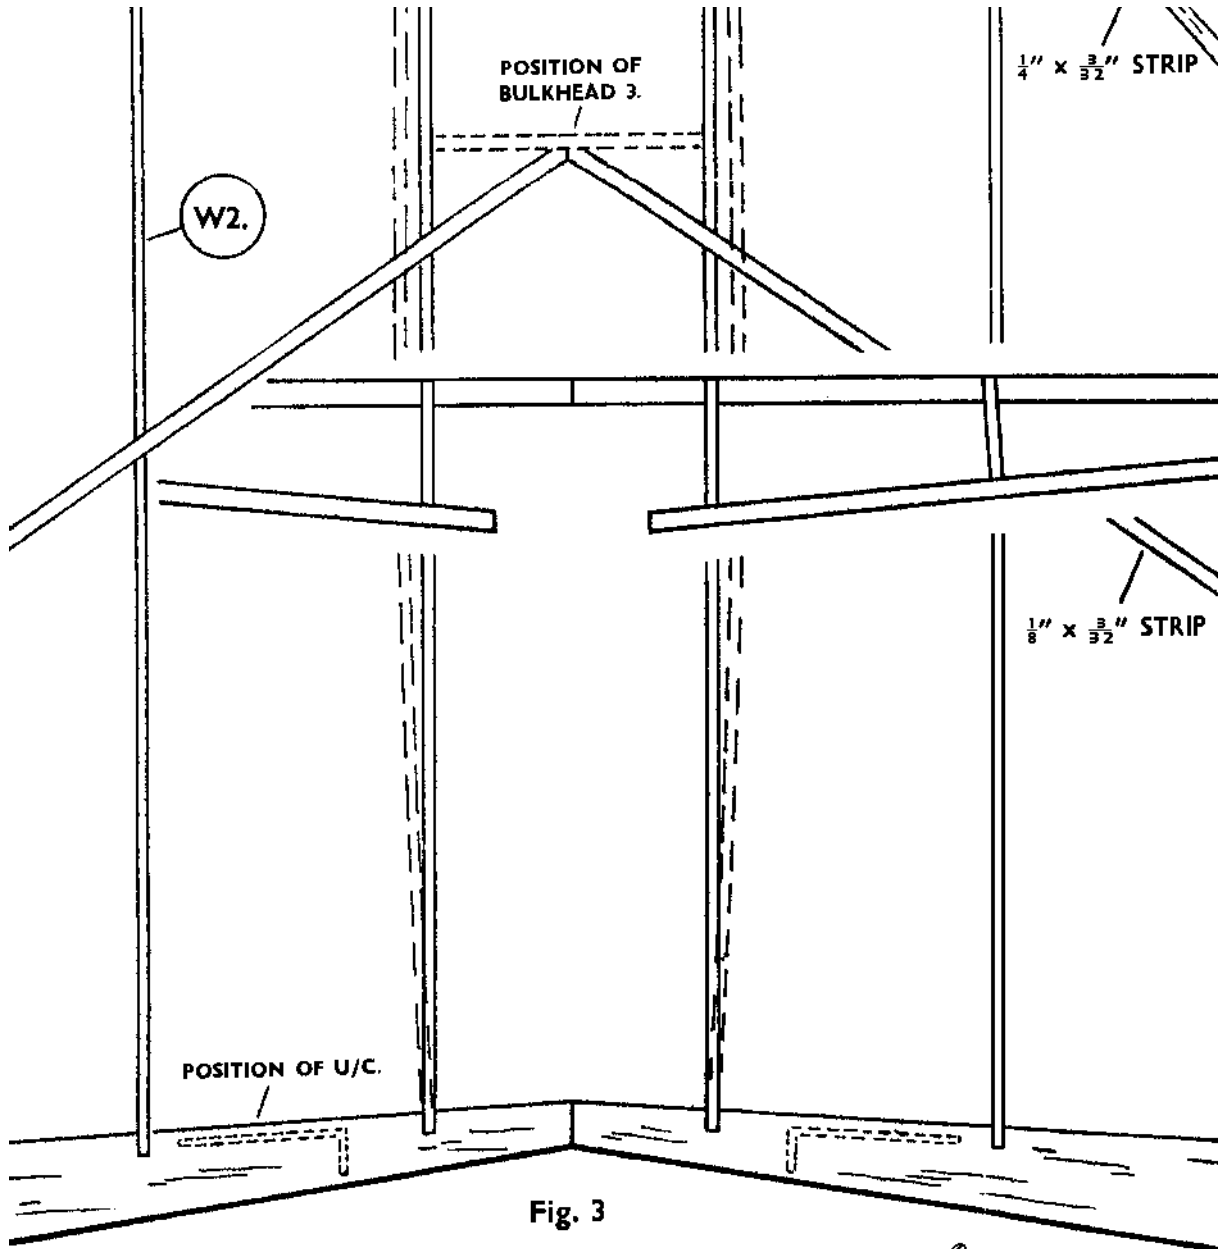 POSITION OF
BULKHEAD 3.
1/4" x 3/32" STRIP
W2.
1/8" x 3/32" STRIP
POSITION OF U/C.
Fig. 3